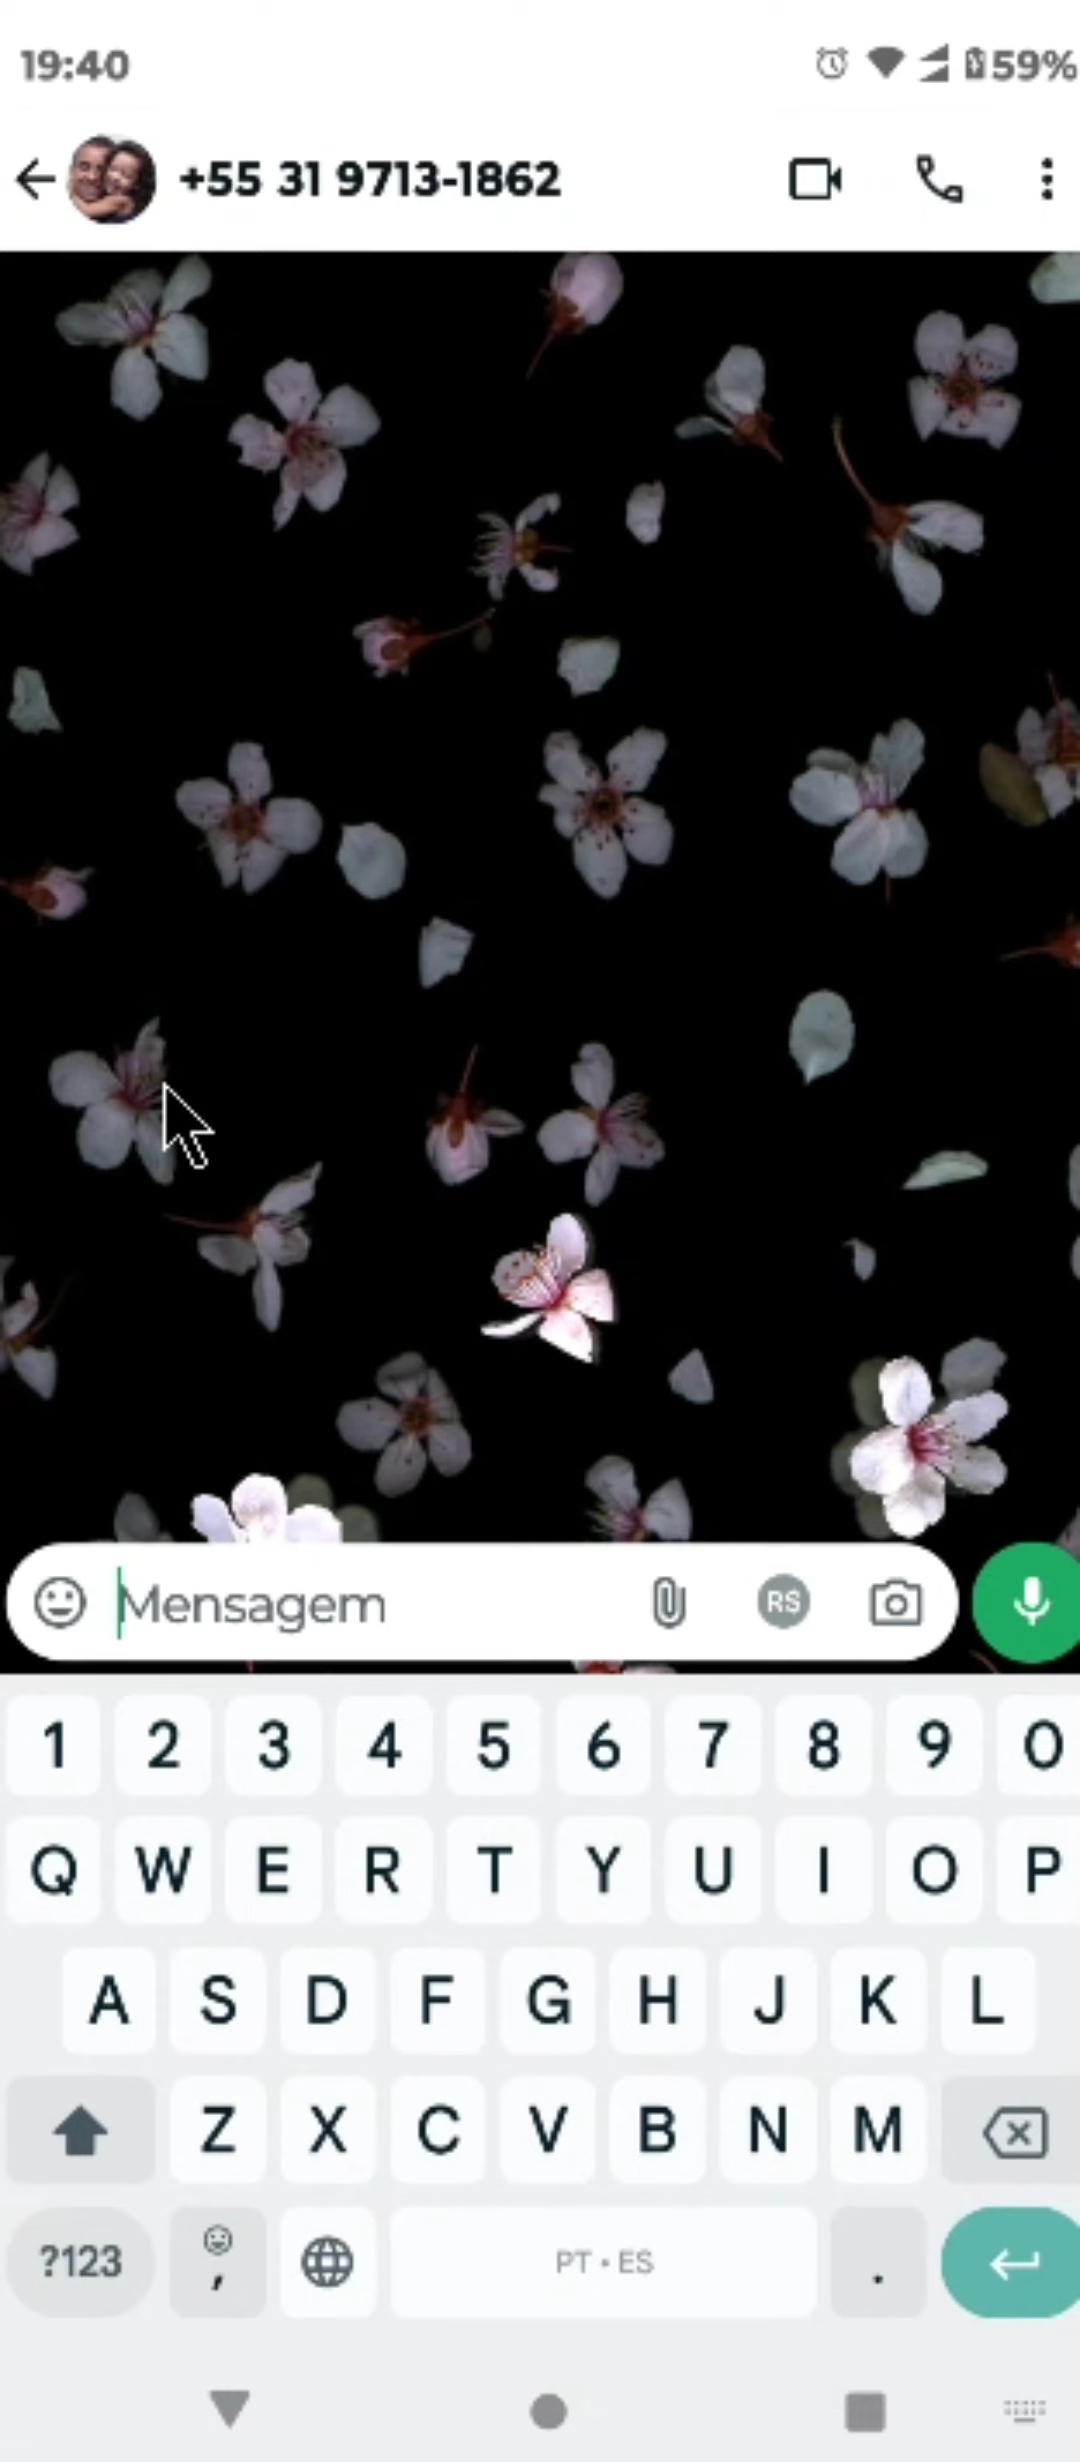 19:40 59%
+55 31 9713-1862
Mensagem RS
1 2 3 4 5 6 7 8 9 0
Q W E R T Y U I O P
A S D F G H J K L
Z X C V B N M
?123 , PT • ES .